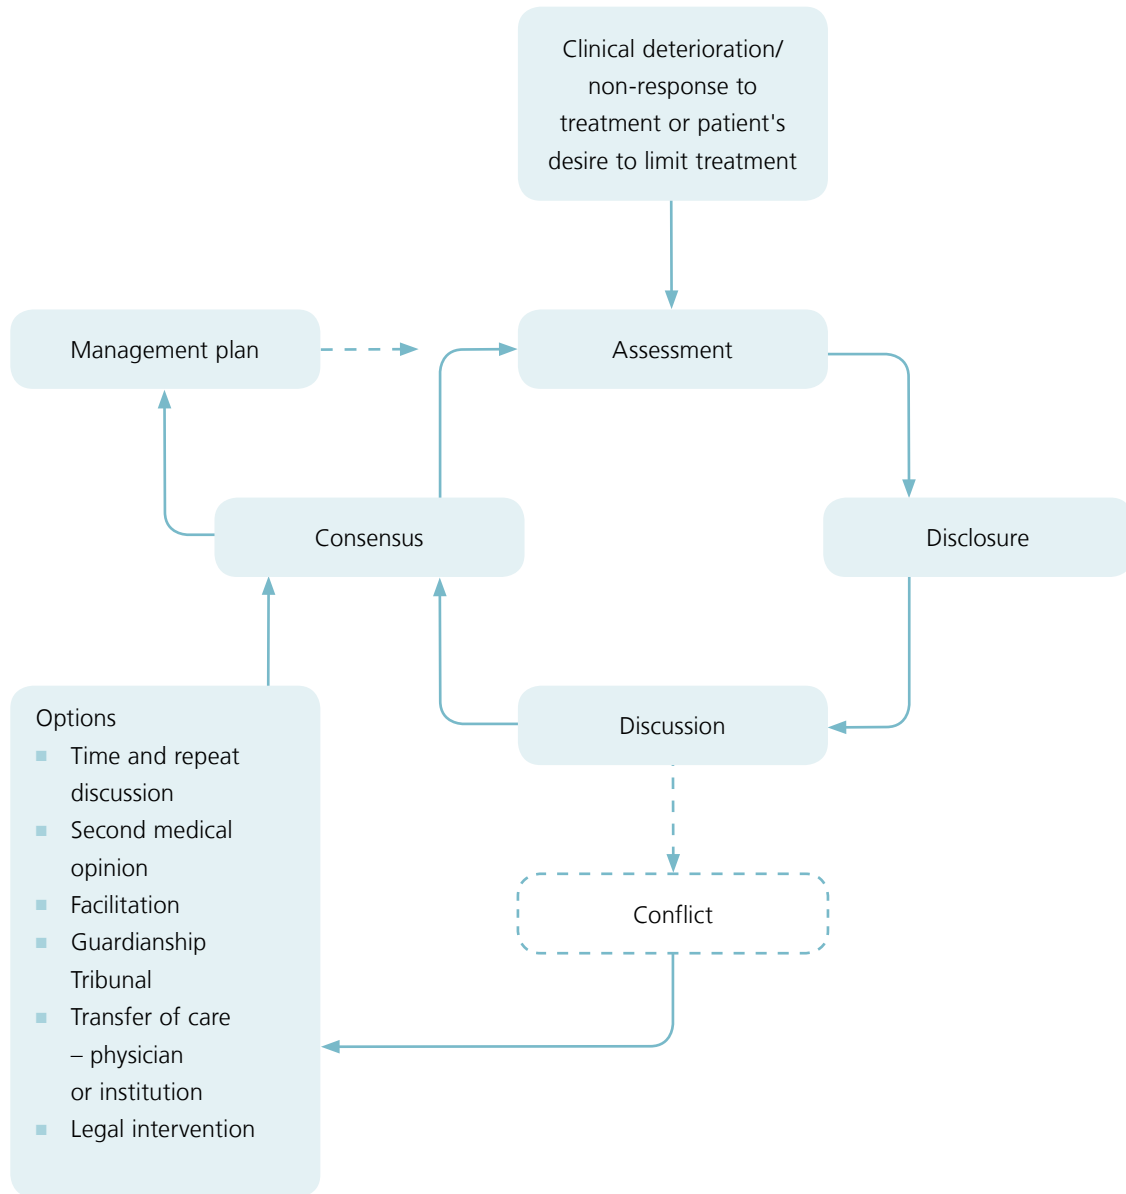 Clinical deterioration/
non-response to
treatment or patient's
desire to limit treatment
Management plan
Assessment
Consensus
Disclosure
Discussion
Conflict
Options
■ Time and repeat
discussion
■ Second medical
opinion
■ Facilitation
■ Guardianship
Tribunal
■ Transfer of care
– physician
or institution
■ Legal intervention